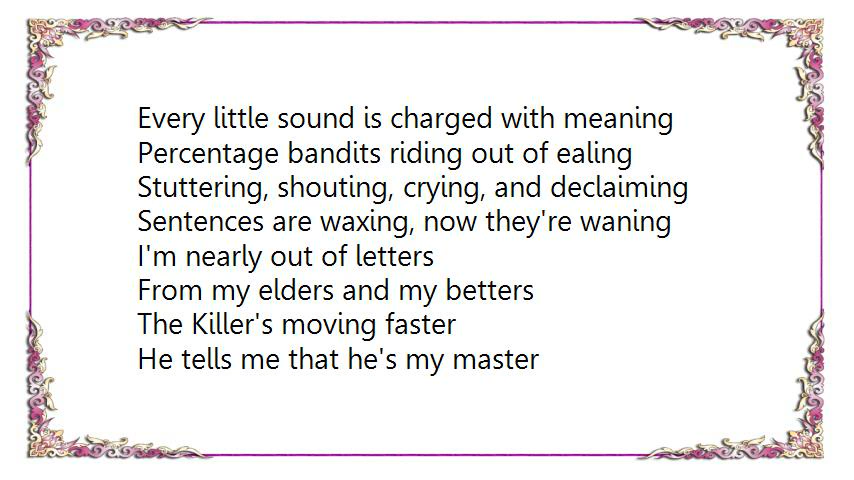 Every little sound is charged with meaning
Percentage bandits riding out of ealing
Stuttering, shouting, crying, and declaiming
Sentences are waxing, now they're waning
I'm nearly out of letters
From my elders and my betters
The Killer's moving faster
He tells me that he's my master